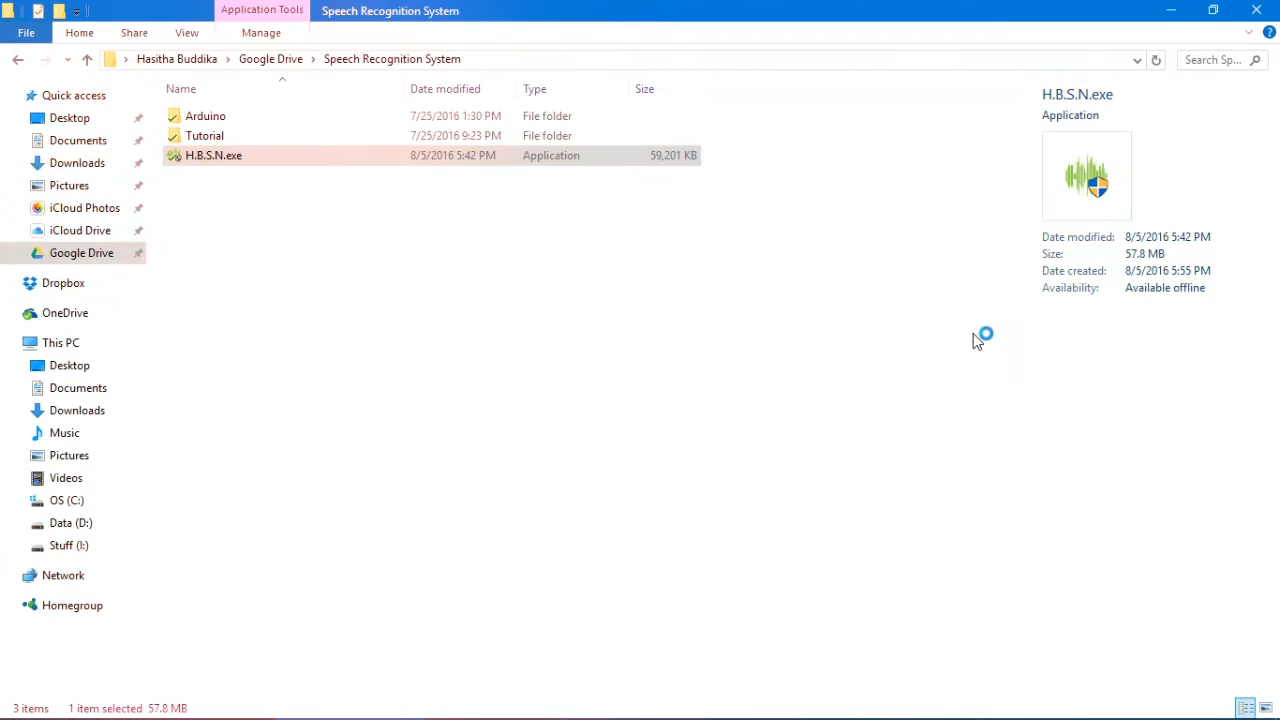 Application Tools Speech Recognition System
File Home Share View Manage
Hasitha Buddika Google Drive Speech Recognition System Search Sp...
Name Date modified Type Size
Arduino 7/25/2016 1:30 PM File folder
Tutorial 7/25/2016 9:23 PM File folder
H.B.S.N.exe 8/5/2016 5:42 PM Application 59,201 KB
Quick access
Desktop
Documents
Downloads
Pictures
iCloud Photos
iCloud Drive
Google Drive
Dropbox
OneDrive
This PC
Desktop
Documents
Downloads
Music
Pictures
Videos
OS (C:)
Data (D:)
Stuff (I:)
Network
Homegroup
H.B.S.N.exe
Application
Date modified: 8/5/2016 5:42 PM
Size: 57.8 MB
Date created: 8/5/2016 5:55 PM
Availability: Available offline
3 items 1 item selected 57.8 MB